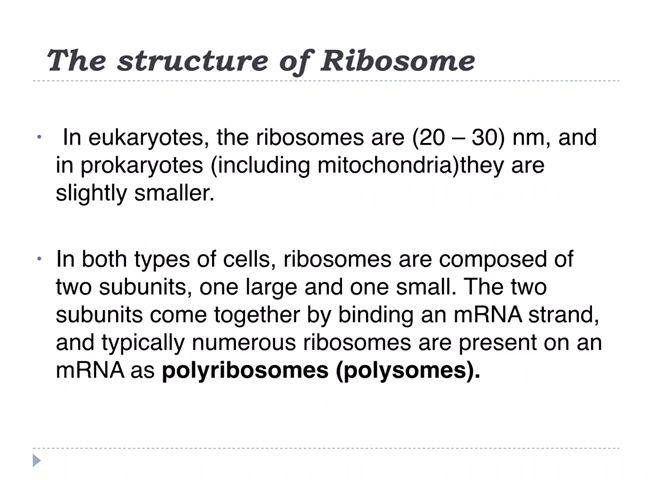 The structure of Ribosome
• In eukaryotes, the ribosomes are (20 – 30) nm, and
in prokaryotes (including mitochondria)they are
slightly smaller.
• In both types of cells, ribosomes are composed of
two subunits, one large and one small. The two
subunits come together by binding an mRNA strand,
and typically numerous ribosomes are present on an
mRNA as polyribosomes (polysomes).